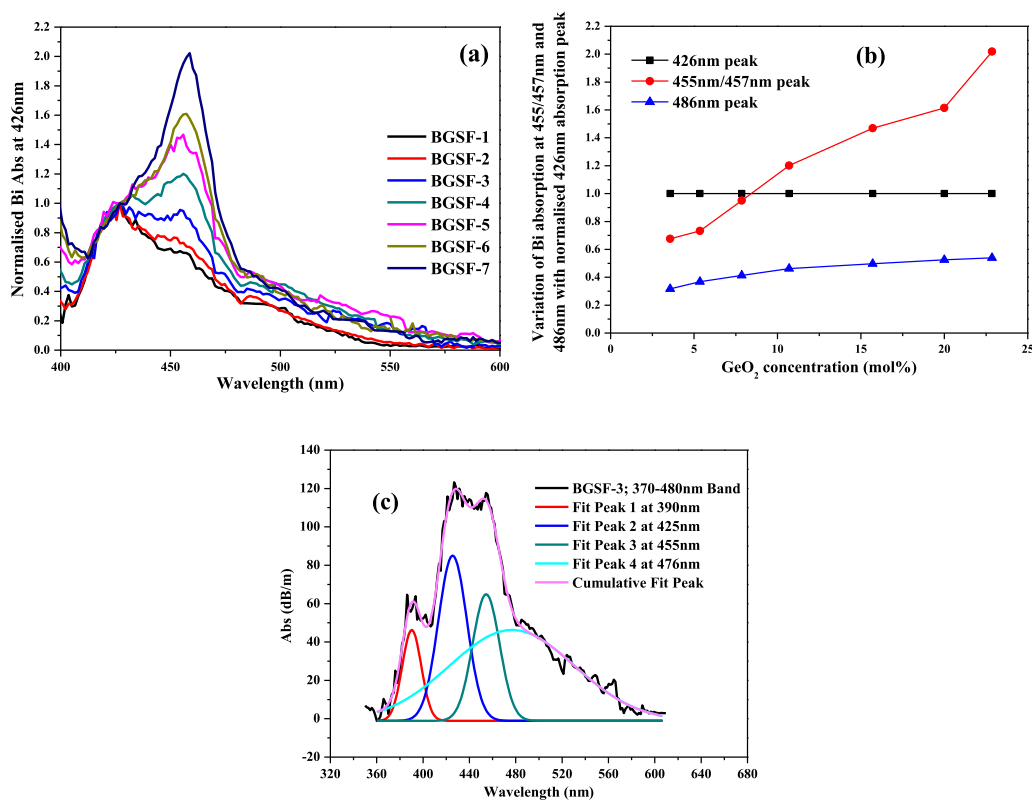 (a)
Normalised Bi Abs at 426nm
2.2
2.0
1.8
1.6
1.4
1.2
1.0
0.8
0.6
0.4
0.2
0.0
400
450
500
550
600
Wavelength (nm)
BGSF-1
BGSF-2
BGSF-3
BGSF-4
BGSF-5
BGSF-6
BGSF-7
(b)
Variation of Bi absorption at 455/457nm and
486nm with normalised 426nm absorption peak
2.2
2.0
1.8
1.6
1.4
1.2
1.0
0.8
0.6
0.4
0.2
0.0
0
5
10
15
20
25
GeO2 concentration (mol%)
426nm peak
455nm/457nm peak
486nm peak
(c)
Abs (dB/m)
140
120
100
80
60
40
20
0
-20
320
360
400
440
480
520
560
600
640
680
Wavelength (nm)
BGSF-3; 370-480nm Band
Fit Peak 1 at 390nm
Fit Peak 2 at 425nm
Fit Peak 3 at 455nm
Fit Peak 4 at 476nm
Cumulative Fit Peak